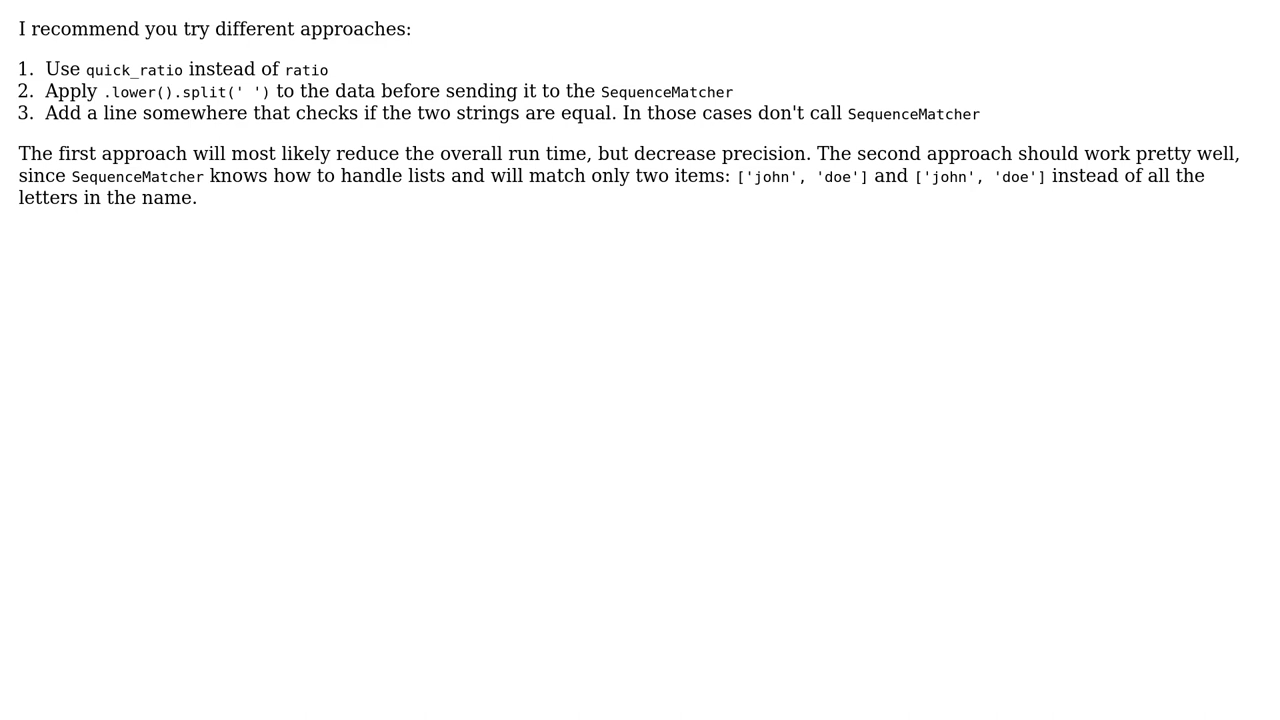 I recommend you try different approaches:
1. Use quick_ratio instead of ratio
2. Apply .lower().split(' ') to the data before sending it to the SequenceMatcher
3. Add a line somewhere that checks if the two strings are equal. In those cases don't call SequenceMatcher
The first approach will most likely reduce the overall run time, but decrease precision. The second approach should work pretty well,
since SequenceMatcher knows how to handle lists and will match only two items: ['john', 'doe'] and ['john', 'doe'] instead of all the
letters in the name.